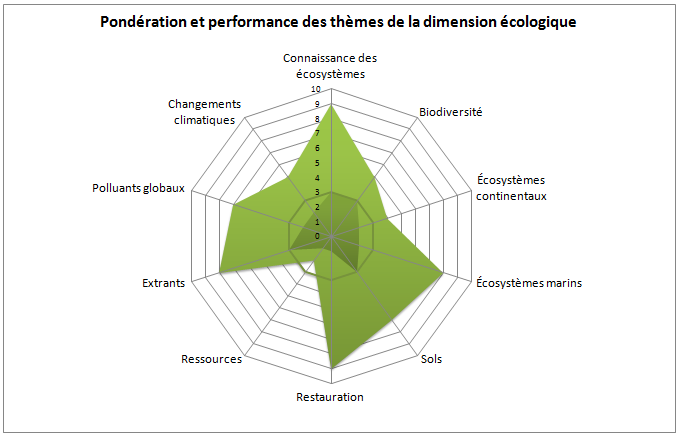 Pondération et performance des thèmes de la dimension écologique
Connaissance des
écosystèmes
Biodiversité
Écosystèmes
continentaux
Écosystèmes marins
Sols
Restauration
Ressources
Extrants
Polluants globaux
Changements
climatiques
10
9
8
7
6
5
4
3
2
1
0